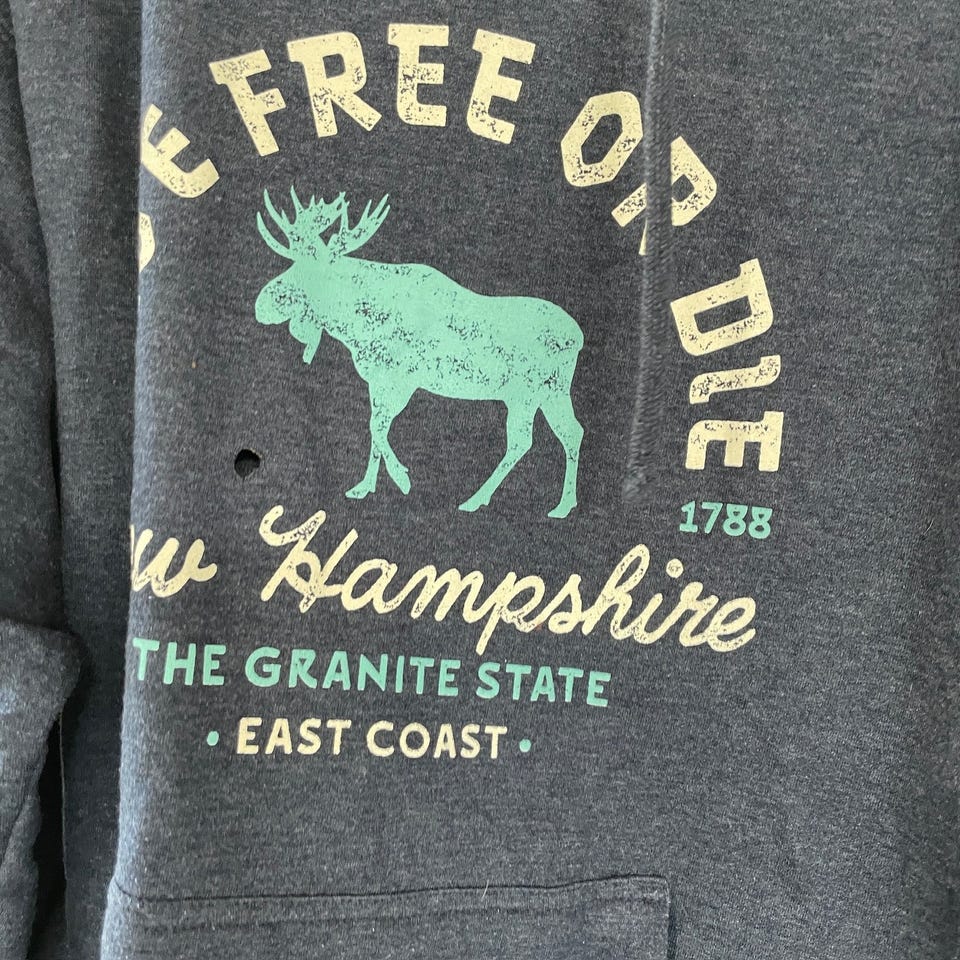 FREE OR DIE
1788
Hampshire
THE GRANITE STATE
• EAST COAST •